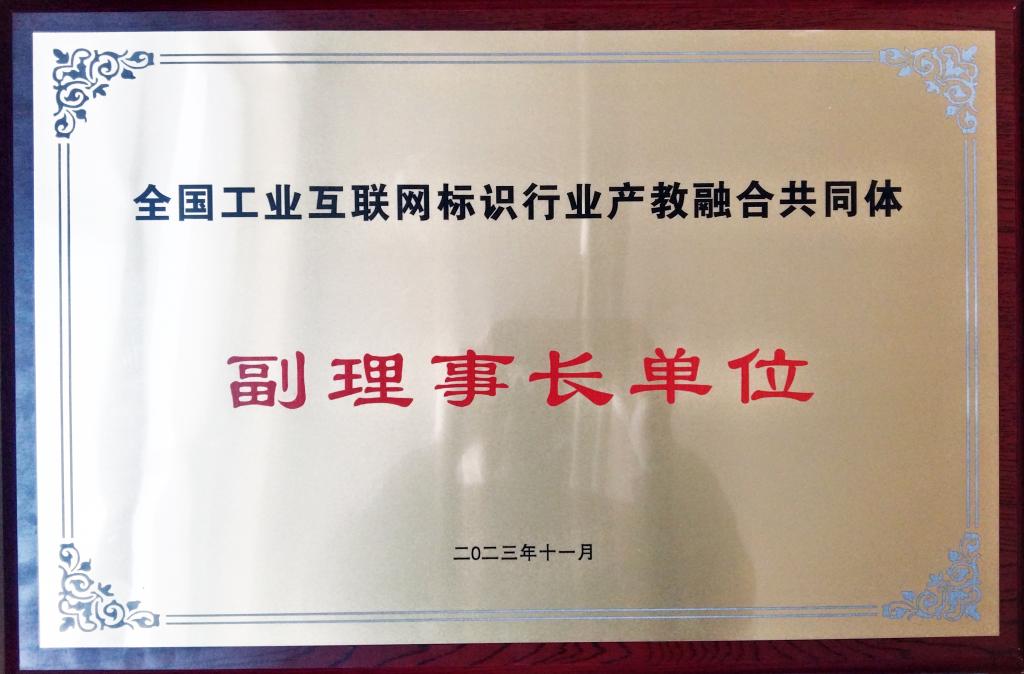 全国工业互联网标识行业产教融合共同体
副理事长单位
二0二三年十一月